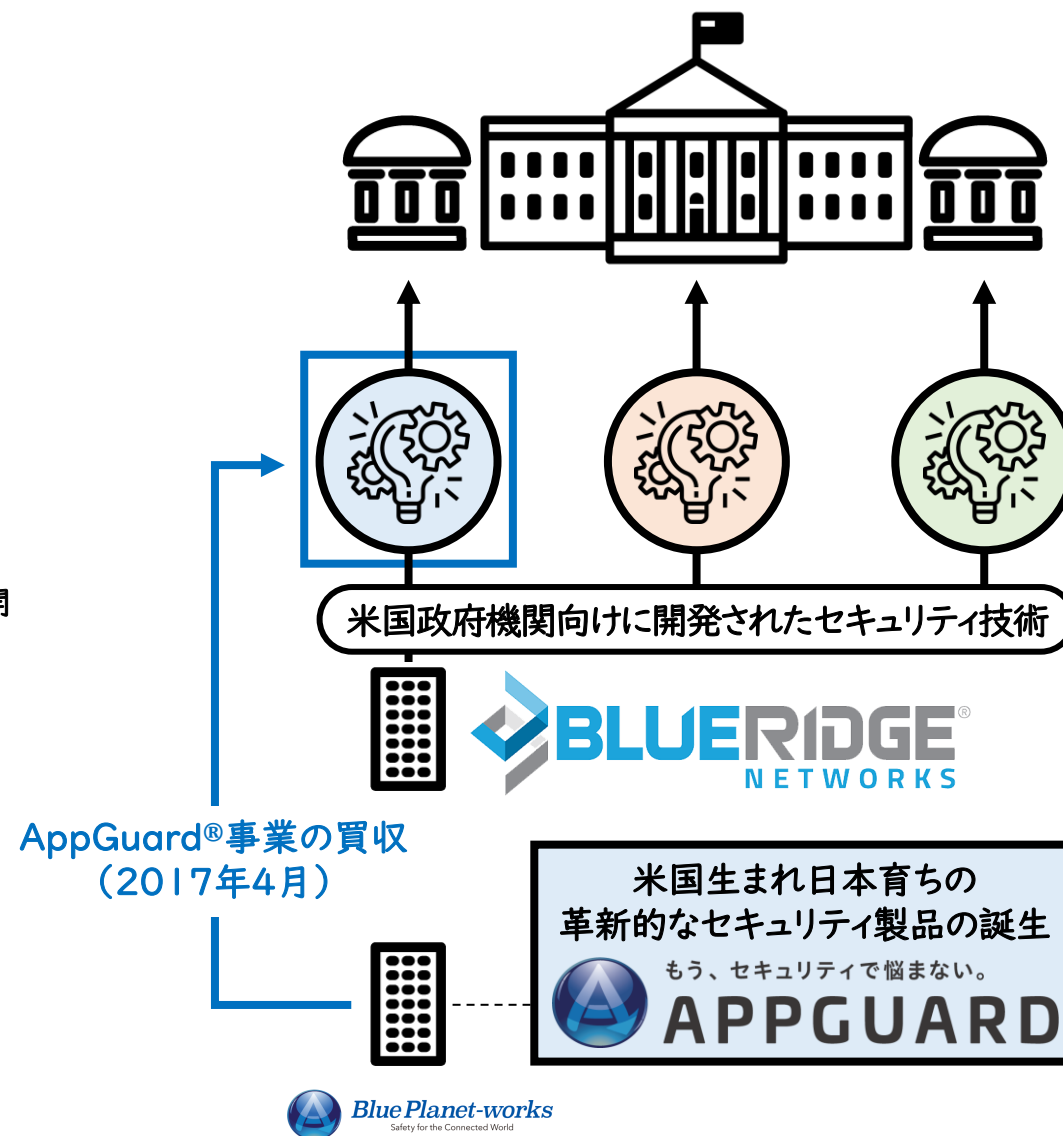 開
米国政府機関向けに開発されたセキュリティ技術
BLUERIDGE®
NETWORKS
AppGuard®事業の買収
(2017年4月)
米国生まれ日本育ちの
革新的なセキュリティ製品の誕生
もう、セキュリティで悩まない。
APPGUARD
Blue Planet-works
Safety for the Connected World